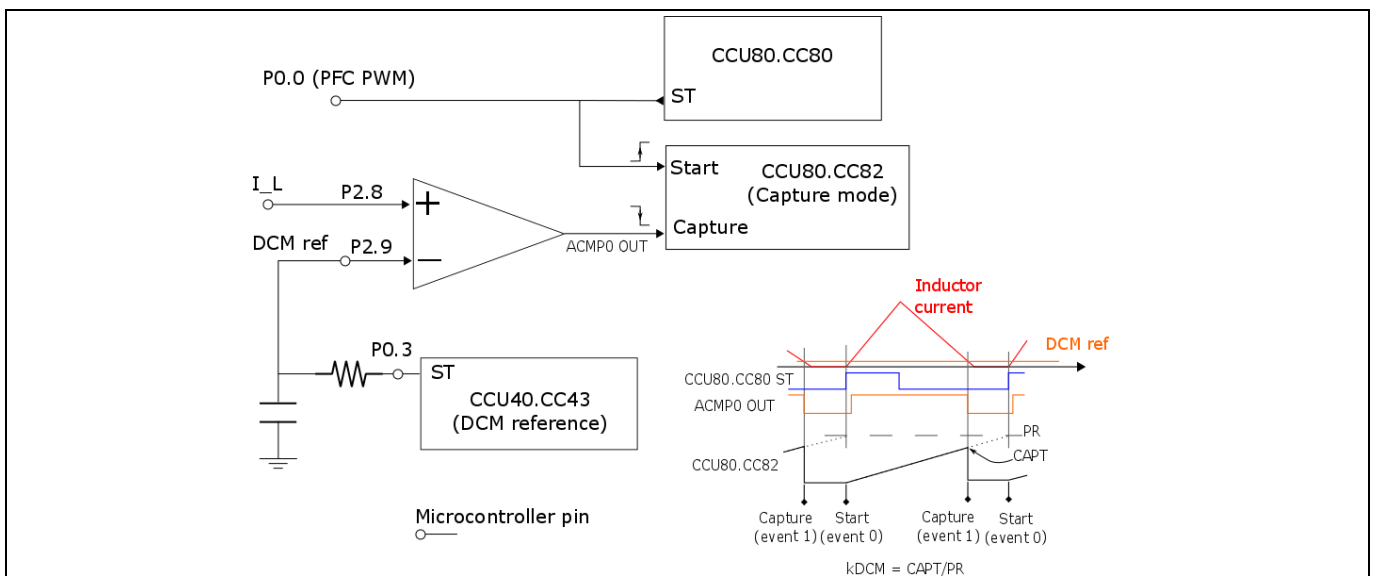 CCU80.CC80
P0.0 (PFC PWM)
ST
Start
CCU80.CC82
(Capture mode)
Capture
I_L
P2.8
+
DCM ref
P2.9
−
ACMP0 OUT
P0.3
ST
CCU40.CC43
(DCM reference)
Microcontroller pin
Inductor
current
DCM ref
CCU80.CC80 ST
ACMP0 OUT
PR
CAPT
CCU80.CC82
Capture
(event 1)
Start
(event 0)
Capture
(event 1)
Start
(event 0)
kDCM = CAPT/PR